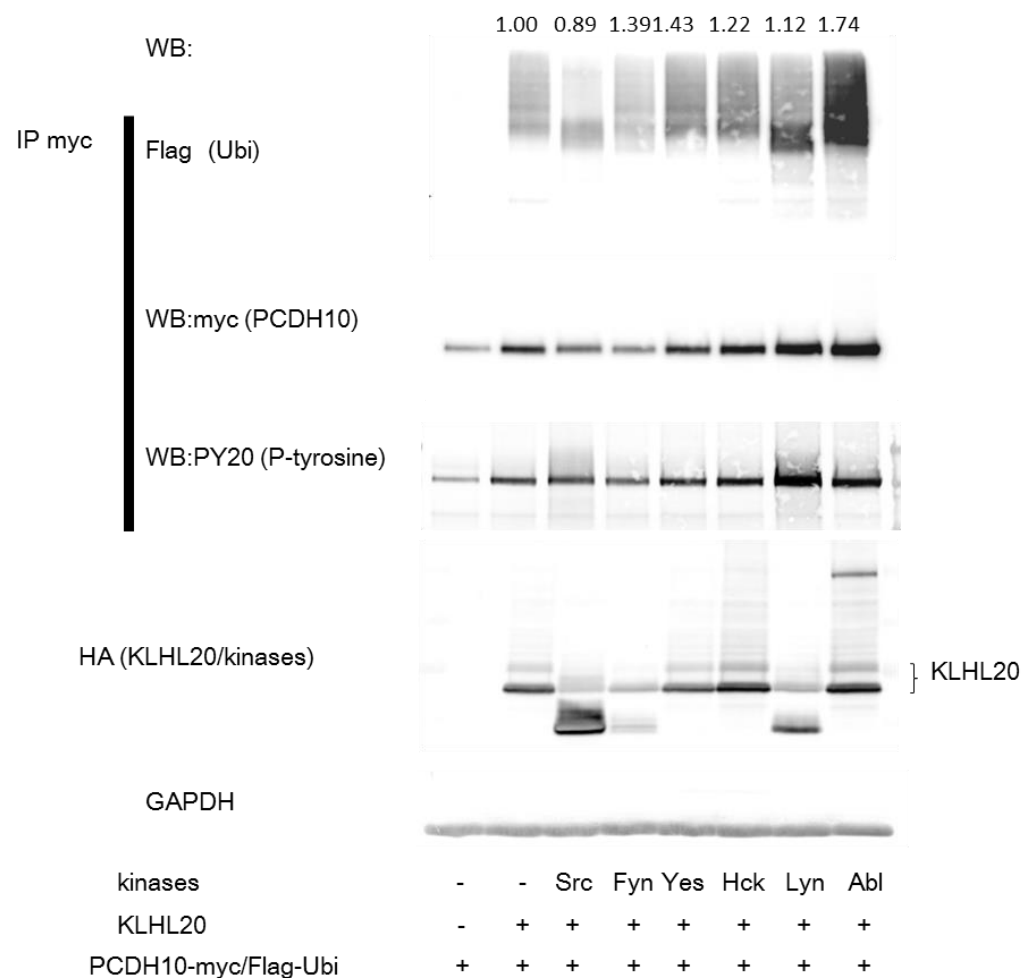 1.00 0.89 1.391.43 1.22 1.12 1.74
WB:
IP myc
Flag (Ubi)
WB:myc (PCDH10)
WB:PY20 (P-tyrosine)
HA (KLHL20/kinases)
KLHL20
GAPDH
kinases - - Src Fyn Yes Hck Lyn Abl
KLHL20 - + + + + + + +
PCDH10-myc/Flag-Ubi + + + + + + + +